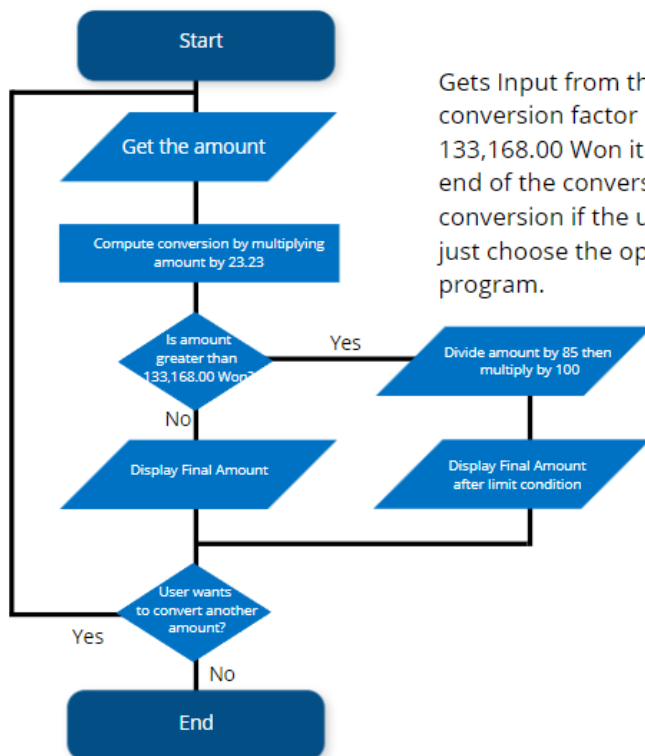 Start
Gets Input from th
conversion factor
133,168.00 Won it
end of the convers
conversion if the u
just choose the op
program.
Get the amount
Compute conversion by multiplying
amount by 23.23
Is amount
greater than
133,168.00 Won?
Yes
Divide amount by 85 then
multiply by 100
No
Display Final Amount
Display Final Amount
after limit condition
User wants
to convert another
amount?
Yes
No
End